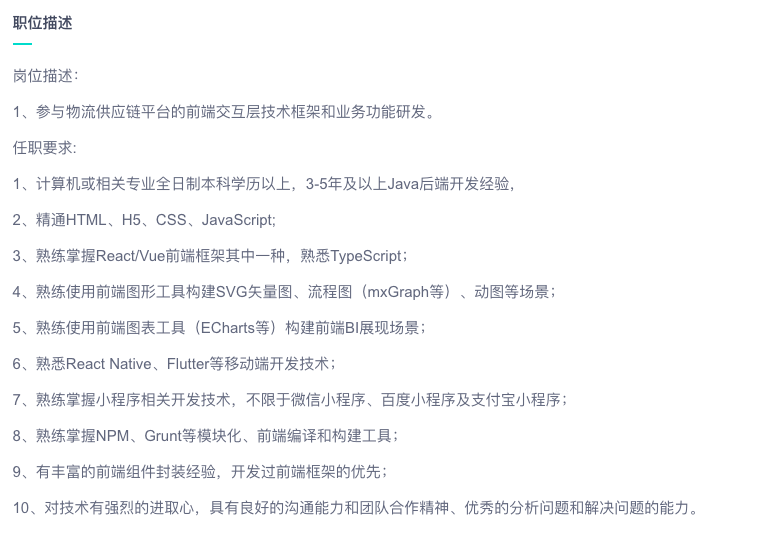 职位描述
岗位描述：
1、参与物流供应链平台的前端交互层技术框架和业务功能研发。
任职要求:
1、计算机或相关专业全日制本科学历以上，3-5年及以上Java后端开发经验，
2、精通HTML、H5、CSS、JavaScript;
3、熟练掌握React/Vue前端框架其中一种，熟悉TypeScript；
4、熟练使用前端图形工具构建SVG矢量图、流程图（mxGraph等）、动图等场景；
5、熟练使用前端图表工具（ECharts等）构建前端BI展现场景；
6、熟悉React Native、Flutter等移动端开发技术；
7、熟练掌握小程序相关开发技术，不限于微信小程序、百度小程序及支付宝小程序；
8、熟练掌握NPM、Grunt等模块化、前端编译和构建工具；
9、有丰富的前端组件封装经验，开发过前端框架的优先；
10、对技术有强烈的进取心，具有良好的沟通能力和团队合作精神、优秀的分析问题和解决问题的能力。